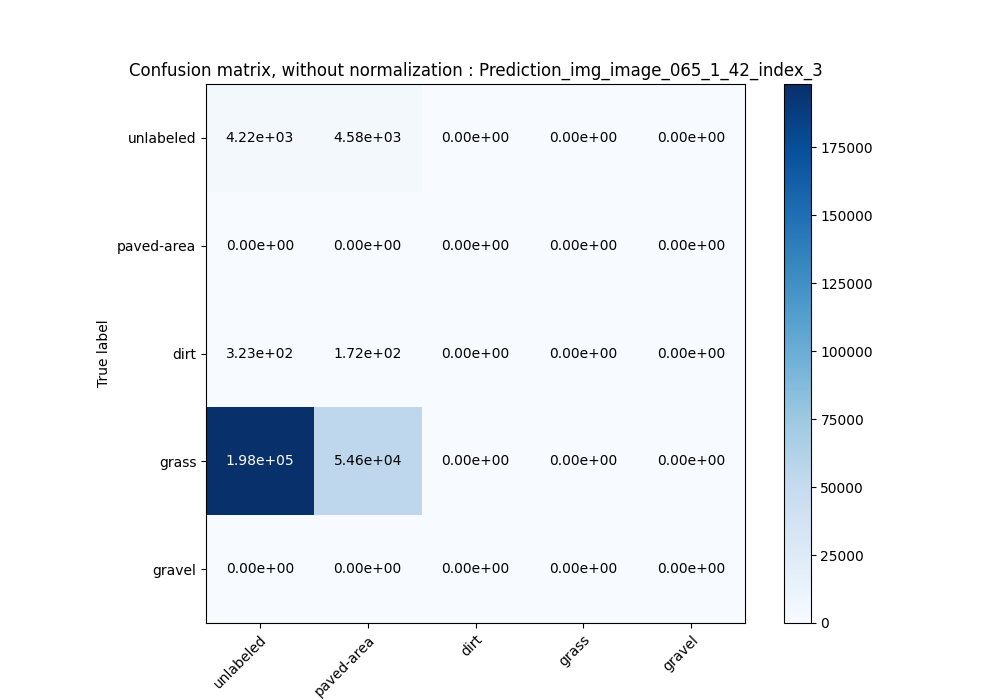 Confusion matrix, without normalization : Prediction_img_image_065_1_42_index_3
unlabeled 4.22e+03 4.58e+03 0.00e+00 0.00e+00 0.00e+00
paved-area 0.00e+00 0.00e+00 0.00e+00 0.00e+00 0.00e+00
dirt 3.23e+02 1.72e+02 0.00e+00 0.00e+00 0.00e+00
grass 1.98e+05 5.46e+04 0.00e+00 0.00e+00 0.00e+00
gravel 0.00e+00 0.00e+00 0.00e+00 0.00e+00 0.00e+00
True label
unlabeled
paved-area
dirt
grass
gravel
175000
150000
125000
100000
75000
50000
25000
0